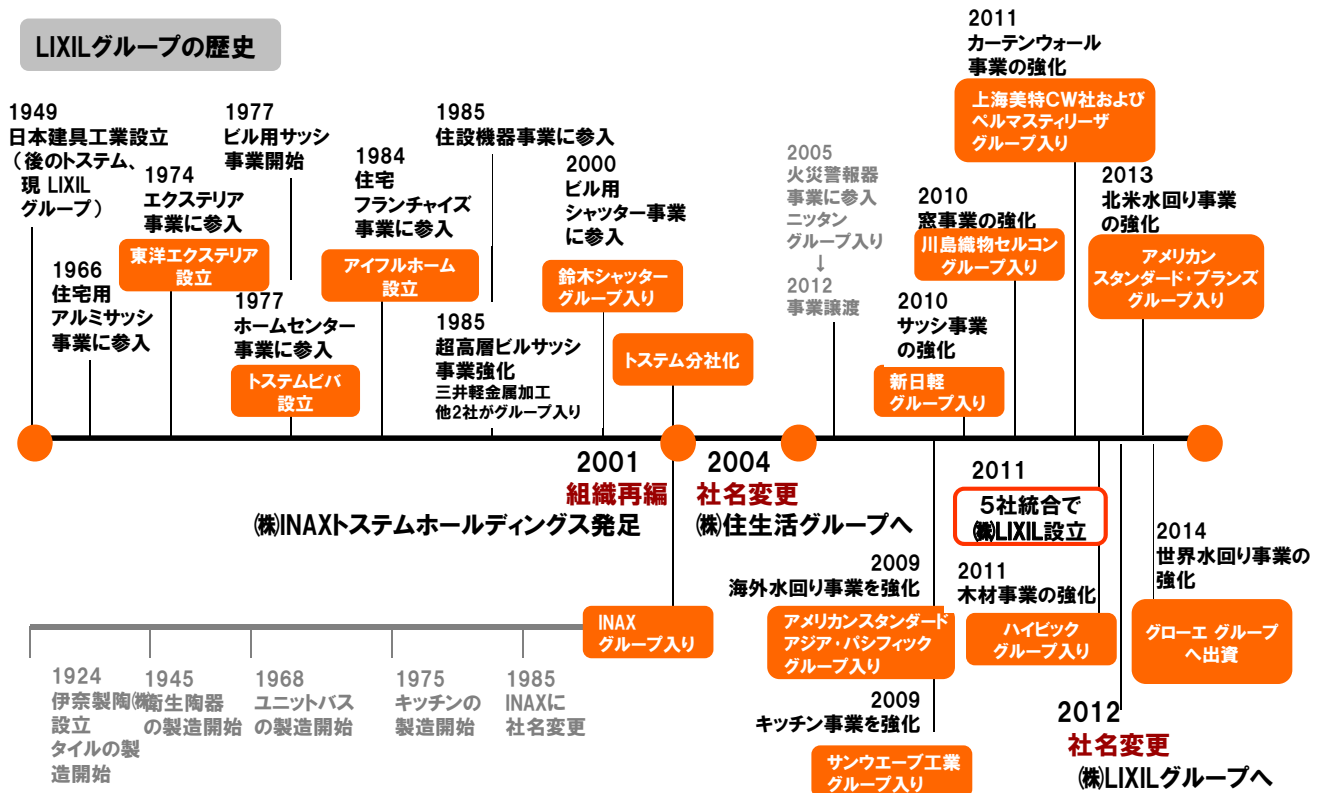 LIXILグループの歴史
1949
日本建具工業設立
（後のトステム、
現 LIXIL
グループ）
1966
住宅用
アルミサッシ
事業に参入
1974
エクステリア
事業に参入
東洋エクステリア
設立
1977
ビル用サッシ
事業開始
1977
ホームセンター
事業に参入
トステムビバ
設立
1984
住宅
フランチャイズ
事業に参入
アイフルホーム
設立
1985
住設機器事業に参入
1985
超高層ビルサッシ
事業強化
三井軽金属加工
他2社がグループ入り
2000
ビル用
シャッター事業
に参入
鈴木シャッター
グループ入り
トステム分社化
2005
火災警報器
事業に参入
ニッタン
グループ入り
↓
2012
事業譲渡
2010
サッシ事業
の強化
新日軽
グループ入り
2010
窓事業の強化
川島織物セルコン
グループ入り
2011
カーテンウォール
事業の強化
上海美特CW社および
ペルマスティリーザ
グループ入り
2013
北米水回り事業
の強化
アメリカン
スタンダード・ブランズ
グループ入り
2001
組織再編
㈱INAXトステムホールディングス発足
2004
社名変更
㈱住生活グループへ
INAX
グループ入り
2009
海外水回り事業を強化
アメリカンスタンダード
アジア・パシフィック
グループ入り
2009
キッチン事業を強化
サンウエーブ工業
グループ入り
2011
5社統合で
㈱LIXIL設立
2011
木材事業の強化
ハイビック
グループ入り
2012
社名変更
㈱LIXILグループへ
2014
世界水回り事業の
強化
グローエ グループ
へ出資
1924
伊奈製陶㈱
設立
タイルの製
造開始
1945
衛生陶器
の製造開始
1968
ユニットバス
の製造開始
1975
キッチンの
製造開始
1985
INAXに
社名変更